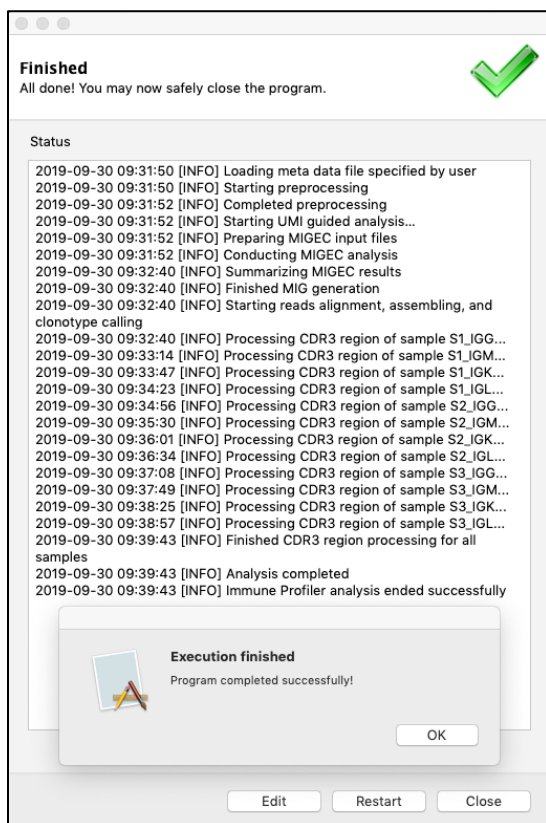 Finished
All done! You may now safely close the program.
Status
2019-09-30 09:31:50 [INFO] Loading meta data file specified by user
2019-09-30 09:31:50 [INFO] Starting preprocessing
2019-09-30 09:31:52 [INFO] Completed preprocessing
2019-09-30 09:31:52 [INFO] Starting UMI guided analysis...
2019-09-30 09:31:52 [INFO] Preparing MIGEC input files
2019-09-30 09:31:52 [INFO] Conducting MIGEC analysis
2019-09-30 09:32:40 [INFO] Summarizing MIGEC results
2019-09-30 09:32:40 [INFO] Finished MIG generation
2019-09-30 09:32:40 [INFO] Starting reads alignment, assembling, and
clonotype calling
2019-09-30 09:32:40 [INFO] Processing CDR3 region of sample S1_IGG...
2019-09-30 09:33:14 [INFO] Processing CDR3 region of sample S1_IGM...
2019-09-30 09:33:47 [INFO] Processing CDR3 region of sample S1_IGK...
2019-09-30 09:34:23 [INFO] Processing CDR3 region of sample S1_IGL...
2019-09-30 09:34:56 [INFO] Processing CDR3 region of sample S2_IGG...
2019-09-30 09:35:30 [INFO] Processing CDR3 region of sample S2_IGM...
2019-09-30 09:36:01 [INFO] Processing CDR3 region of sample S2_IGK...
2019-09-30 09:36:34 [INFO] Processing CDR3 region of sample S2_IGL...
2019-09-30 09:37:08 [INFO] Processing CDR3 region of sample S3_IGG...
2019-09-30 09:37:49 [INFO] Processing CDR3 region of sample S3_IGM...
2019-09-30 09:38:25 [INFO] Processing CDR3 region of sample S3_IGK...
2019-09-30 09:38:57 [INFO] Processing CDR3 region of sample S3_IGL...
2019-09-30 09:39:43 [INFO] Finished CDR3 region processing for all
samples
2019-09-30 09:39:43 [INFO] Analysis completed
2019-09-30 09:39:43 [INFO] Immune Profiler analysis ended successfully
Execution finished
Program completed successfully!
OK
Edit Restart Close